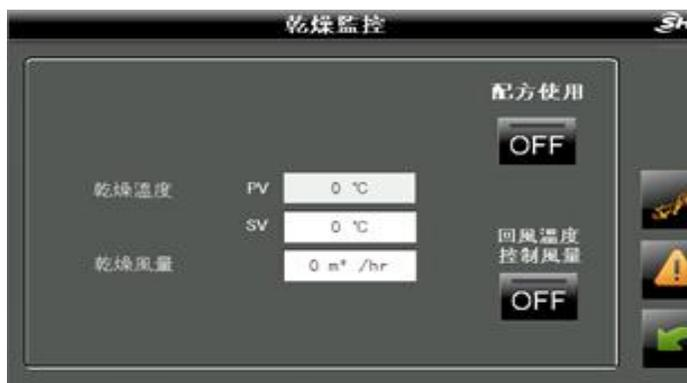 乾燥監控
配方使用
OFF
乾燥溫度 PV 0 ℃
SV 0 ℃
回風溫度
控制風量
乾燥風量 0 m³ /hr
OFF